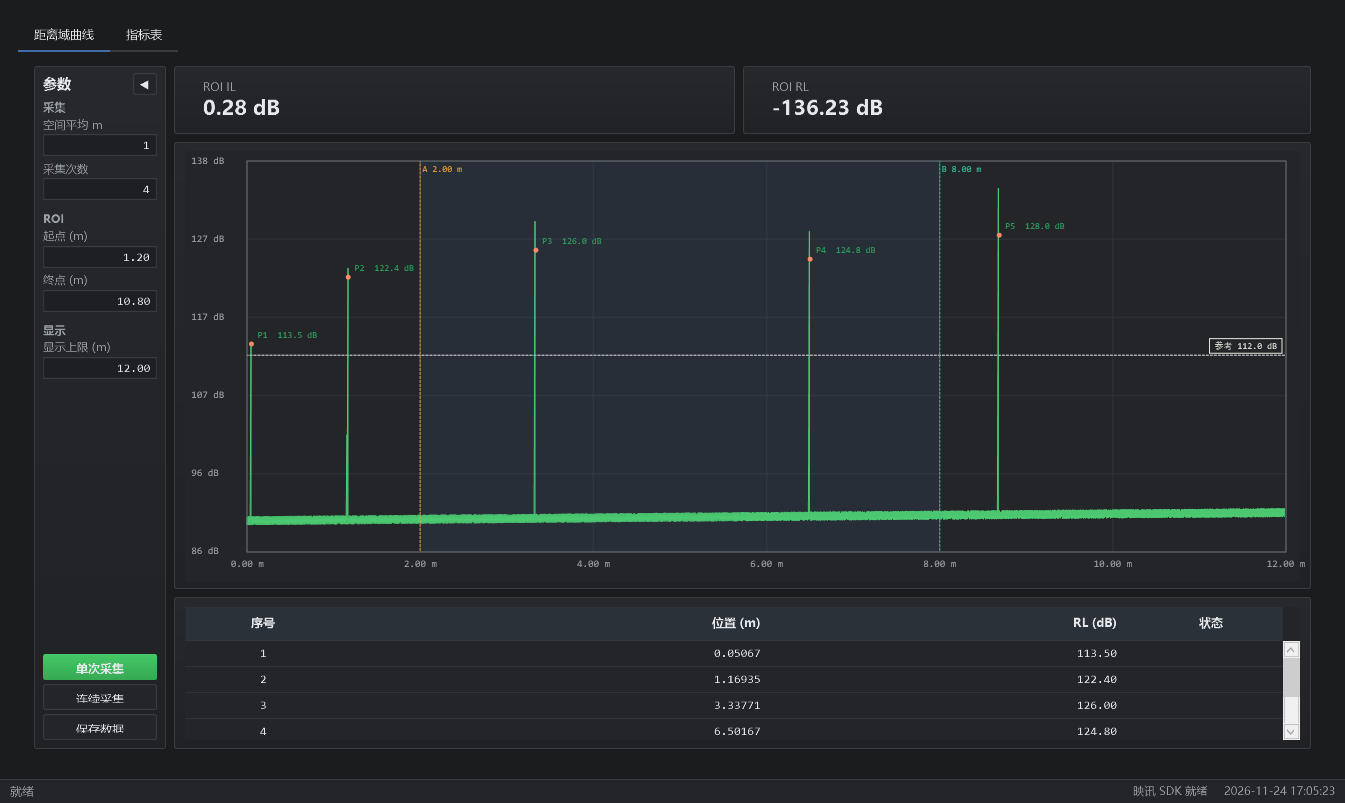 距离域曲线 指标表
参数 ◀
采集
空间平均 m
1
采集次数
4
ROI
起点 (m)
1.20
终点 (m)
10.80
显示
显示上限 (m)
12.00
单次采集
连续采集
保存数据
ROI IL
0.28 dB
ROI RL
-136.23 dB
138 dB
127 dB
117 dB
107 dB
96 dB
86 dB
A 2.00 m
B 8.00 m
P1 113.5 dB
P2 122.4 dB
P3 126.0 dB
P4 124.8 dB
P5 128.0 dB
参考 112.0 dB
0.00 m 2.00 m 4.00 m 6.00 m 8.00 m 10.00 m 12.00 m
序号 位置 (m) RL (dB) 状态
1 0.05067 113.50
2 1.16935 122.40
3 3.33771 126.00
4 6.50167 124.80
就绪 映讯 SDK 就绪 2026-11-24 17:05:23